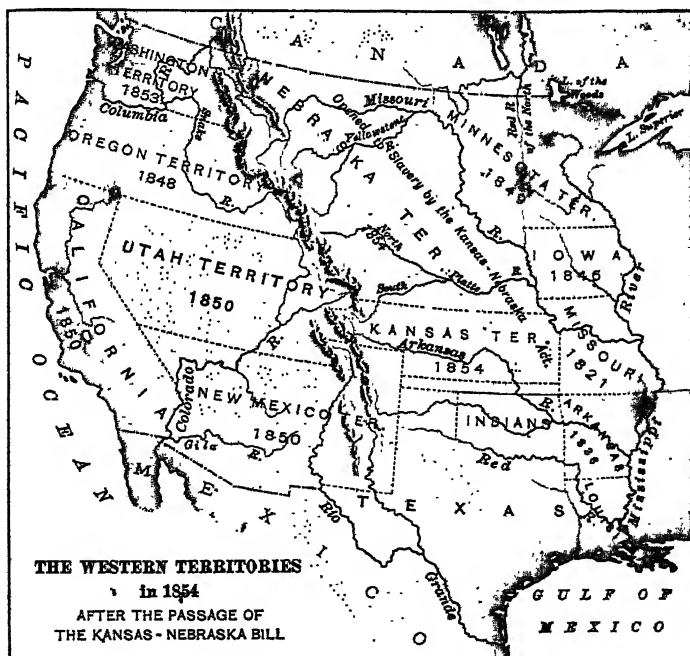 CANADA
PACIFIC OCEAN
WASHINGTON
TERRITORY
1853
Columbia
R.
Snake
R.
OREGON TERRITORY
1848
NEBRASKA TER.
1854
Opened to Slavery by the Kansas-Nebraska Act.
Missouri
R.
Yellowstone
R.
Red R.
of the North
L. of the
Woods
L. Superior
MINNESOTA TER.
CALIFORNIA
1850
UTAH TERRITORY
1850
North
South
Platte
R.
IOWA
1846
River
KANSAS TER.
1854
Arkansas
R.
MISSOURI
1821
Colorado
R.
NEW MEXICO TER.
1850
Gila
R.
INDIANS
ARKANSAS
1836
Red
R.
Mississippi
LOU.
MEXICO
TEXAS
Rio
Grande
THE WESTERN TERRITORIES
in 1854
AFTER THE PASSAGE OF
THE KANSAS-NEBRASKA BILL
GULF OF
MEXICO